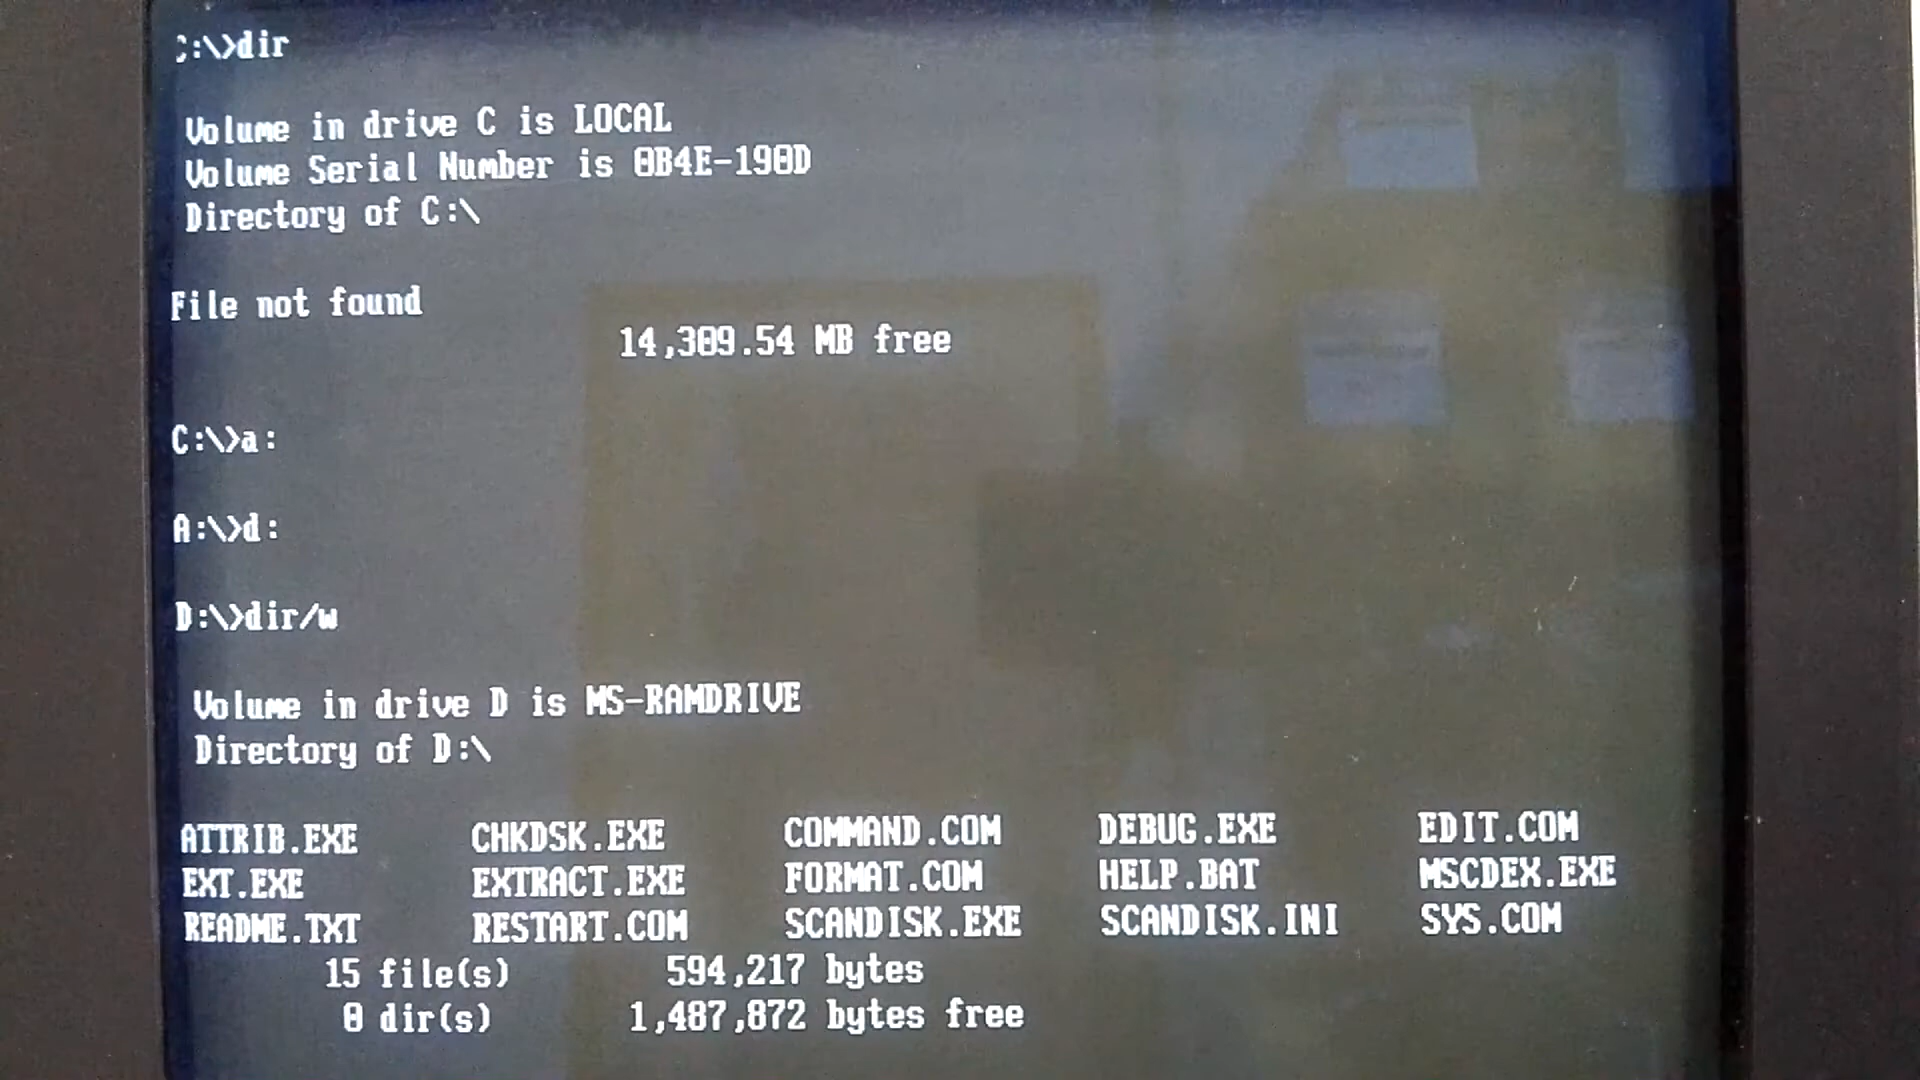 C:\>dir
Volume in drive C is LOCAL
Volume Serial Number is 0B4E-190D
Directory of C:\
File not found
14,309.54 MB free
C:\>a:
A:\>d:
D:\>dir/w
Volume in drive D is MS-RAMDRIVE
Directory of D:\
ATTRIB.EXE CHKDSK.EXE COMMAND.COM DEBUG.EXE EDIT.COM
EXT.EXE EXTRACT.EXE FORMAT.COM HELP.BAT MSCDEX.EXE
README.TXT RESTART.COM SCANDISK.EXE SCANDISK.INI SYS.COM
15 file(s) 594,217 bytes
0 dir(s) 1,487,872 bytes free